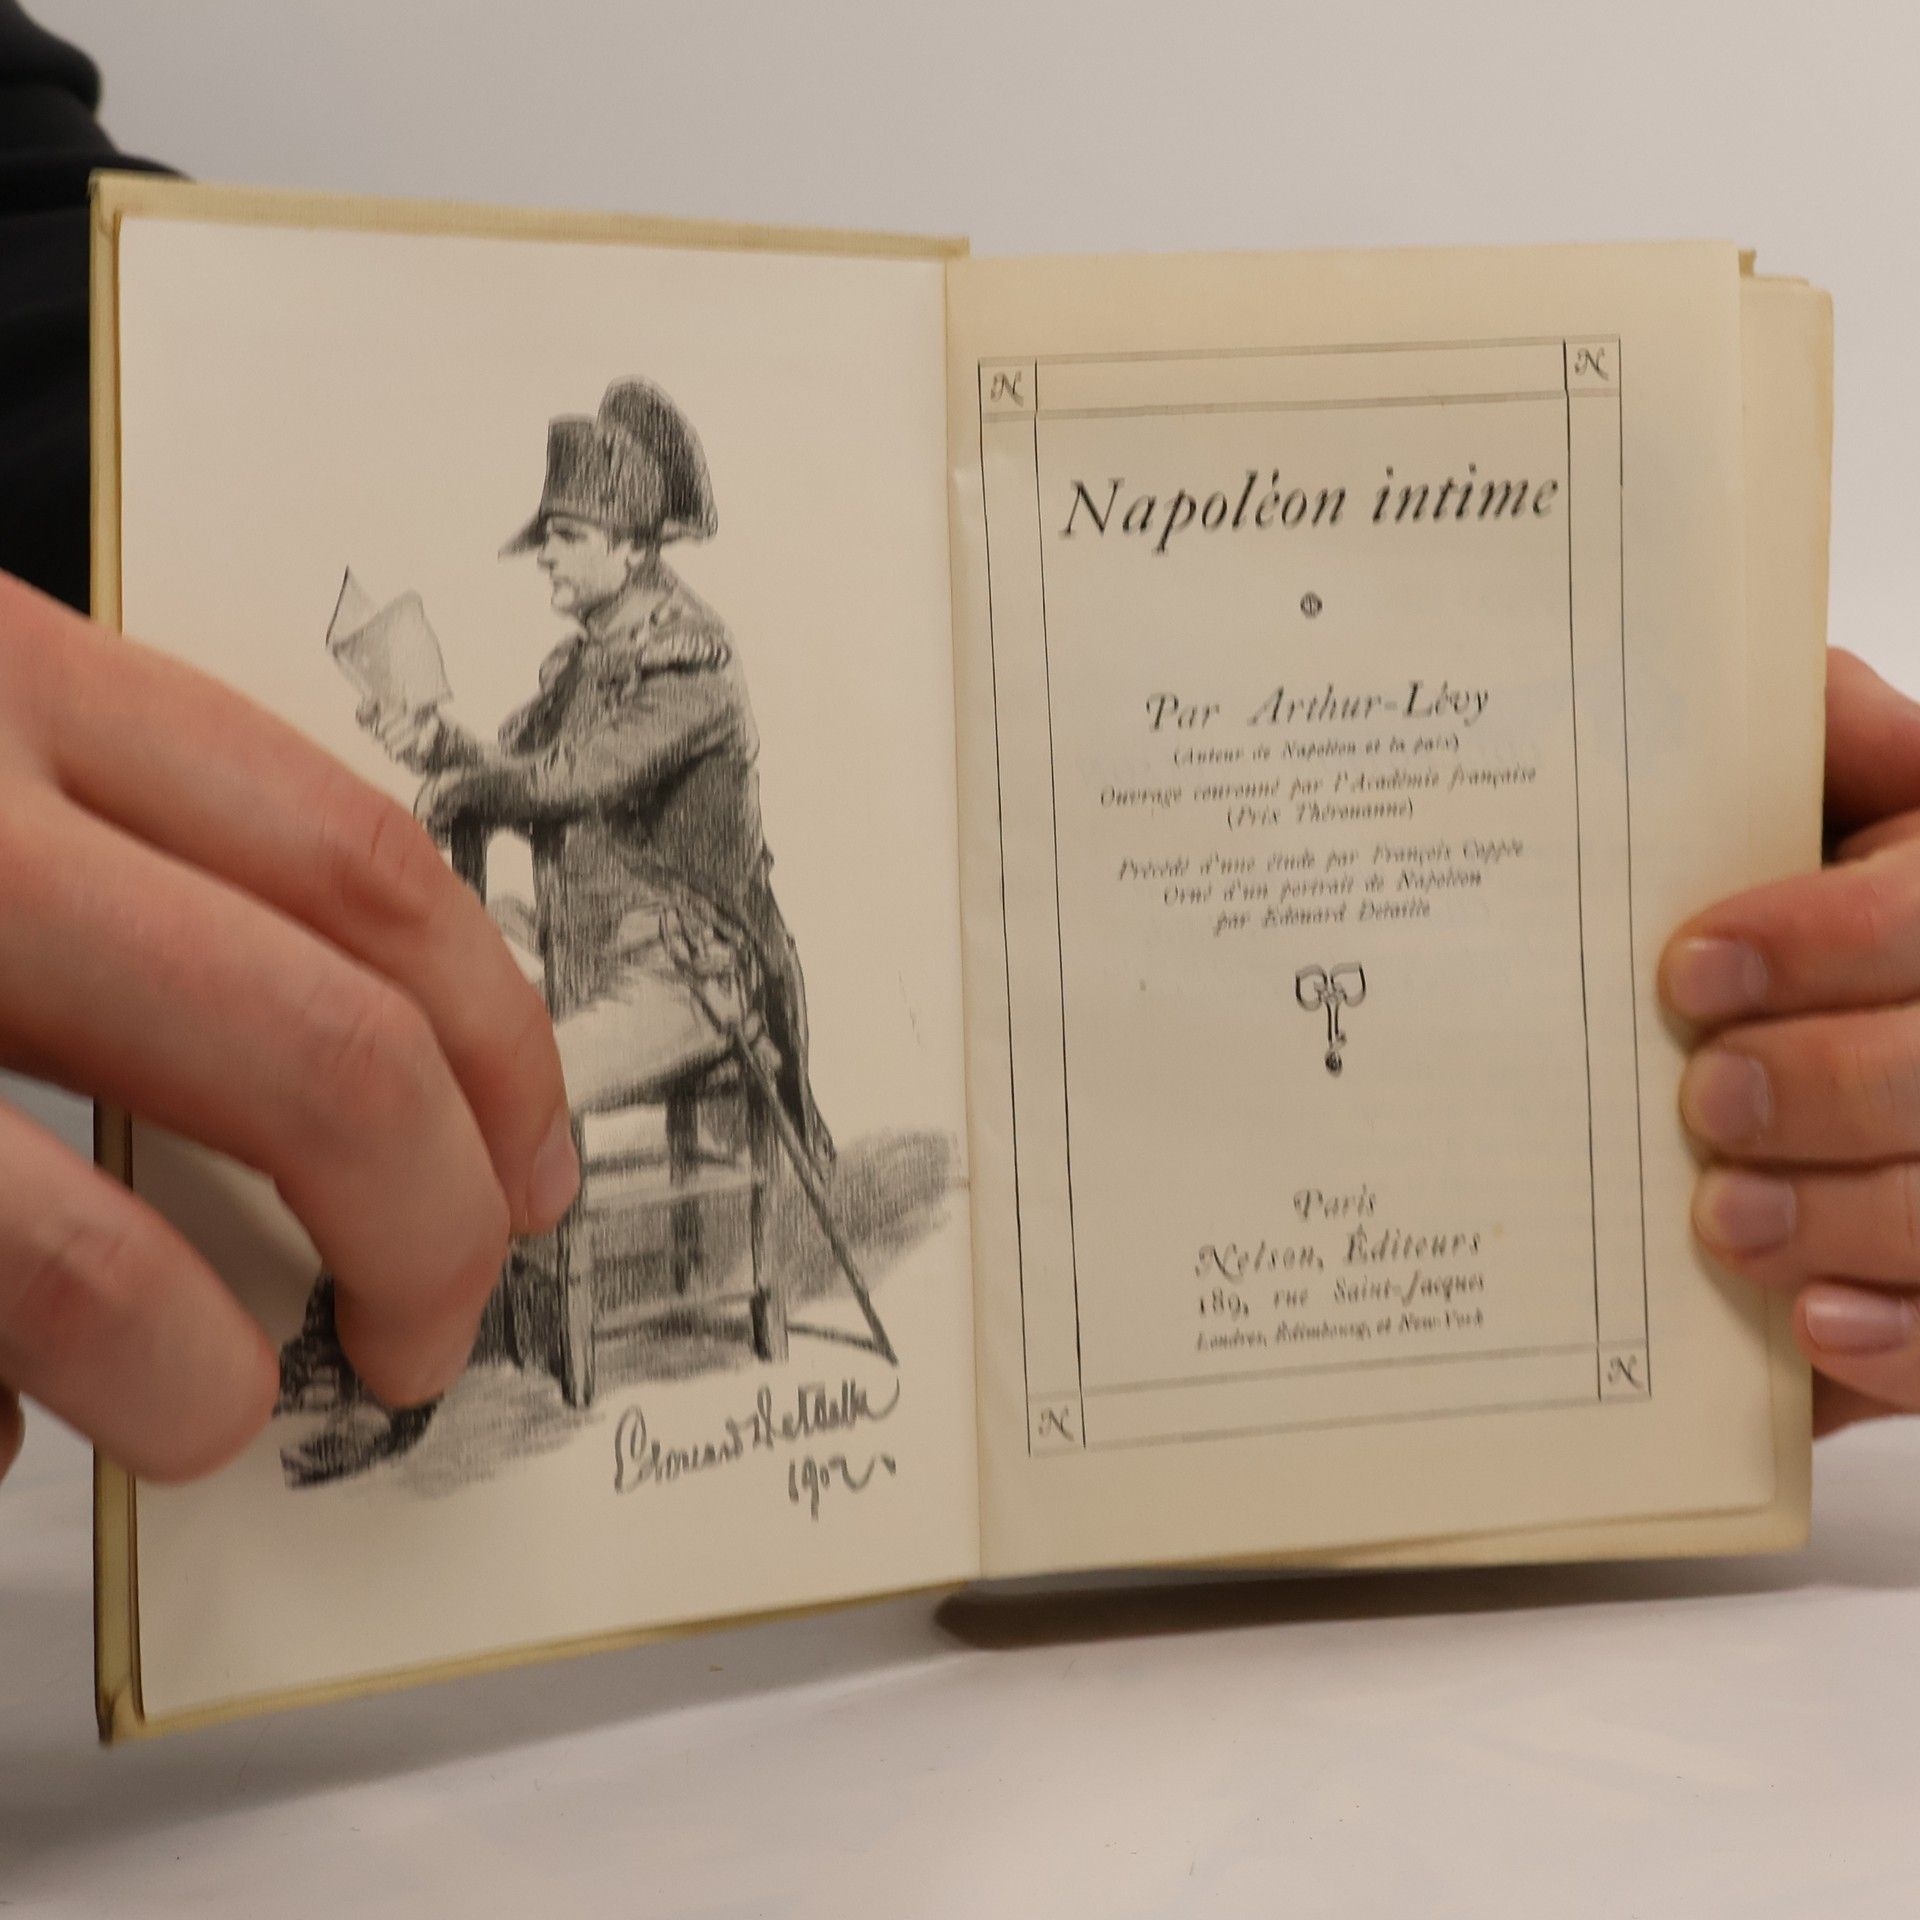 Edouard Detaille
1902.
N
N
Napoléon intime
Par Arthur-Lévy
(Auteur de Napoléon et la paix)
Ouvrage couronné par l'Académie française
(Prix Thérouanne)
Précédé d'une étude par François Coppée
Orné d'un portrait de Napoléon
par Édouard Detaille
Paris
Nelson, Éditeurs
189, rue Saint-Jacques
Londres, Édimbourg, et New-York
N
N